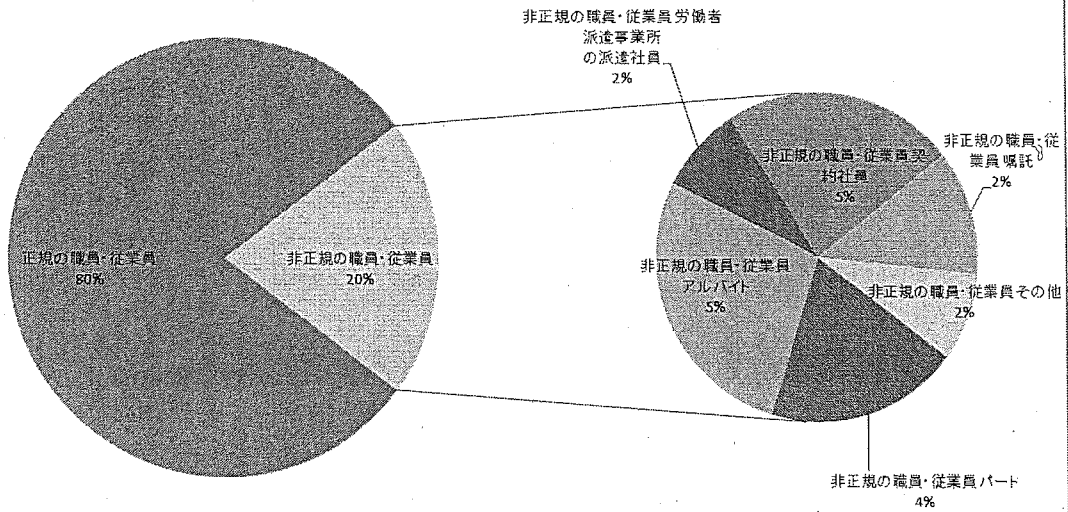 非正規の職員・従業員労働者
派遣事業所
の派遣社員
2%
正規の職員・従業員
80%
非正規の職員・従業員
20%
非正規の職員・従業員契
約社員
5%
非正規の職員・従
業員嘱託
2%
非正規の職員・従業員
アルバイト
5%
非正規の職員・従業員その他
2%
非正規の職員・従業員パート
4%